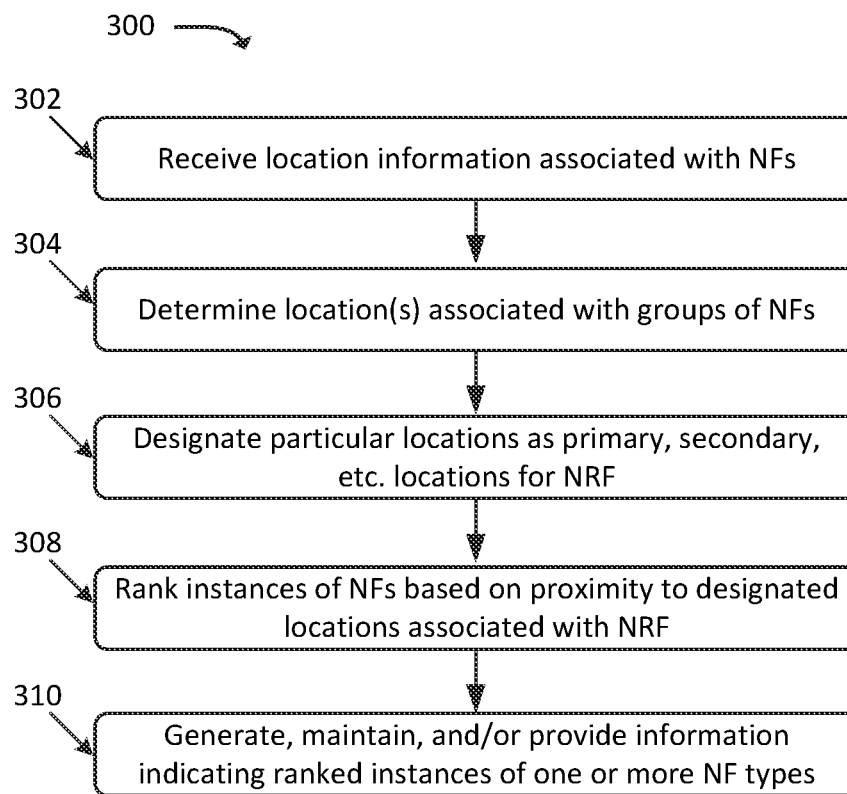 300
302
Receive location information associated with NFs
304
Determine location(s) associated with groups of NFs
306
Designate particular locations as primary, secondary,
etc. locations for NRF
308
Rank instances of NFs based on proximity to designated
locations associated with NRF
310
Generate, maintain, and/or provide information
indicating ranked instances of one or more NF types